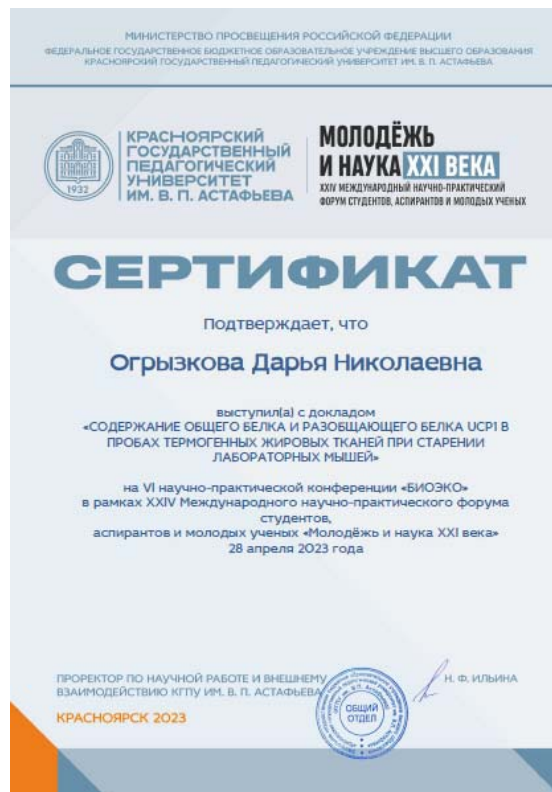 МИНИСТЕРСТВО ПРОСВЕЩЕНИЯ РОССИЙСКОЙ ФЕДЕРАЦИИ
ФЕДЕРАЛЬНОЕ ГОСУДАРСТВЕННОЕ БЮДЖЕТНОЕ ОБРАЗОВАТЕЛЬНОЕ УЧРЕЖДЕНИЕ ВЫСШЕГО ОБРАЗОВАНИЯ
КРАСНОЯРСКИЙ ГОСУДАРСТВЕННЫЙ ПЕДАГОГИЧЕСКИЙ УНИВЕРСИТЕТ ИМ. В. П. АСТАФЬЕВА
1932
КРАСНОЯРСКИЙ
ГОСУДАРСТВЕННЫЙ
ПЕДАГОГИЧЕСКИЙ
УНИВЕРСИТЕТ
ИМ. В. П. АСТАФЬЕВА
МОЛОДЁЖЬ
И НАУКА XXI ВЕКА
XXIV МЕЖДУНАРОДНЫЙ НАУЧНО-ПРАКТИЧЕСКИЙ
ФОРУМ СТУДЕНТОВ, АСПИРАНТОВ И МОЛОДЫХ УЧЕНЫХ
СЕРТИФИКАТ
Подтверждает, что
Огрызкова Дарья Николаевна
выступил(а) с докладом
«СОДЕРЖАНИЕ ОБЩЕГО БЕЛКА И РАЗОБЩАЮЩЕГО БЕЛКА UCP1 В
ПРОБАХ ТЕРМОГЕННЫХ ЖИРОВЫХ ТКАНЕЙ ПРИ СТАРЕНИИ
ЛАБОРАТОРНЫХ МЫШЕЙ»
на VI научно-практической конференции «БИОЭКО»
в рамках XXIV Международного научно-практического форума
студентов,
аспирантов и молодых ученых «Молодёжь и наука XXI века»
28 апреля 2023 года
ПРОРЕКТОР ПО НАУЧНОЙ РАБОТЕ И ВНЕШНЕМУ
ВЗАИМОДЕЙСТВИЮ КГПУ ИМ. В. П. АСТАФЬЕВА
Н. Ф. ИЛЬИНА
ОБЩИЙ
ОТДЕЛ
КРАСНОЯРСК 2023